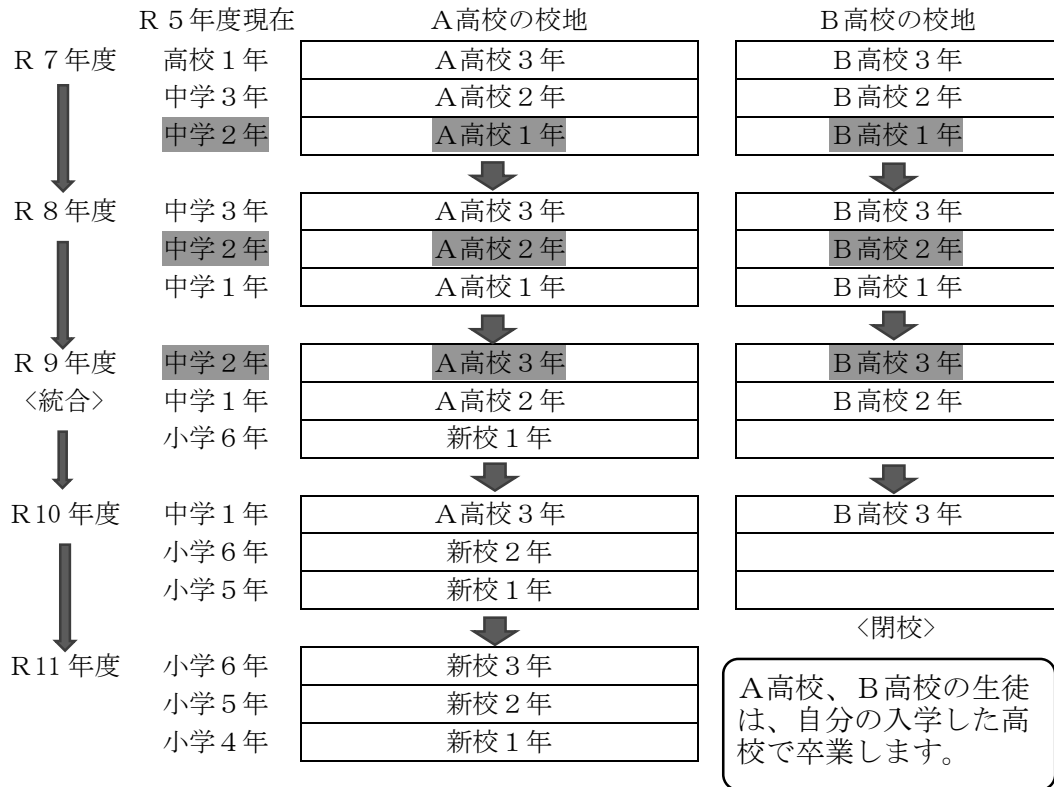 Ｒ５年度現在 Ａ高校の校地 Ｂ高校の校地
Ｒ７年度 高校１年 Ａ高校３年 Ｂ高校３年
中学３年 Ａ高校２年 Ｂ高校２年
中学２年 Ａ高校１年 Ｂ高校１年
Ｒ８年度 中学３年 Ａ高校３年 Ｂ高校３年
中学２年 Ａ高校２年 Ｂ高校２年
中学１年 Ａ高校１年 Ｂ高校１年
Ｒ９年度 中学２年 Ａ高校３年 Ｂ高校３年
<統合> 中学１年 Ａ高校２年 Ｂ高校２年
小学６年 新校１年
Ｒ10年度 中学１年 Ａ高校３年 Ｂ高校３年
小学６年 新校２年
小学５年 新校１年
<閉校>
Ｒ11年度 小学６年 新校３年
小学５年 新校２年
小学４年 新校１年
Ａ高校、Ｂ高校の生徒
は、自分の入学した高
校で卒業します。